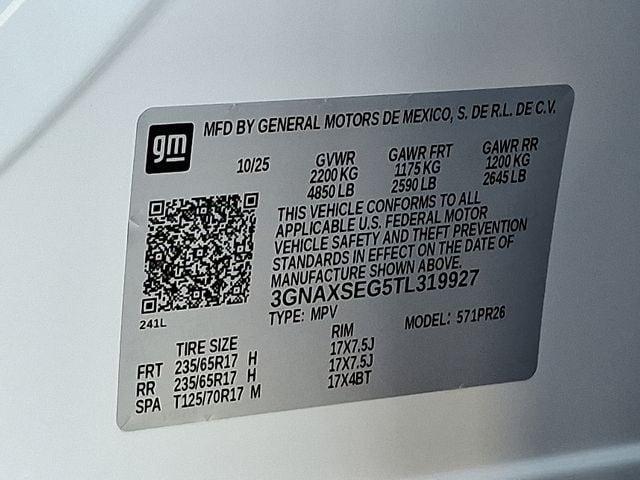 gm
MFD BY GENERAL MOTORS DE MEXICO, S. DE R.L. DE C.V.
10/25 GVWR GAWR FRT GAWR RR
2200 KG 1175 KG 1200 KG
4850 LB 2590 LB 2645 LB
THIS VEHICLE CONFORMS TO ALL
APPLICABLE U.S. FEDERAL MOTOR
VEHICLE SAFETY AND THEFT PREVENTION
STANDARDS IN EFFECT ON THE DATE OF
MANUFACTURE SHOWN ABOVE.
3GNAXSEG5TL319927
TYPE: MPV MODEL: 571PR26
241L
TIRE SIZE RIM
FRT 235/65R17 H 17X7.5J
RR 235/65R17 H 17X7.5J
SPA T125/70R17 M 17X4BT